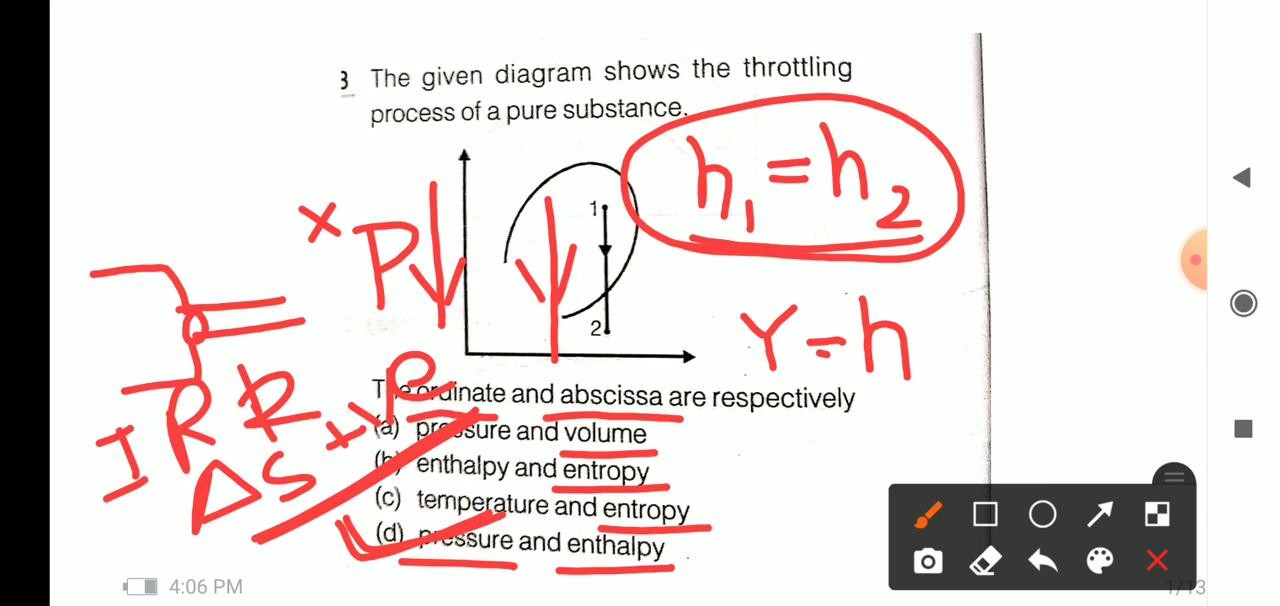 3 The given diagram shows the throttling
process of a pure substance.
h₁ = h₂
x P↓
1
2
Y = h
The ordinate and abscissa are respectively
(a) pressure and volume
(b) enthalpy and entropy
(c) temperature and entropy
(d) pressure and enthalpy
I R R
ΔS +ve
4:06 PM
1/13